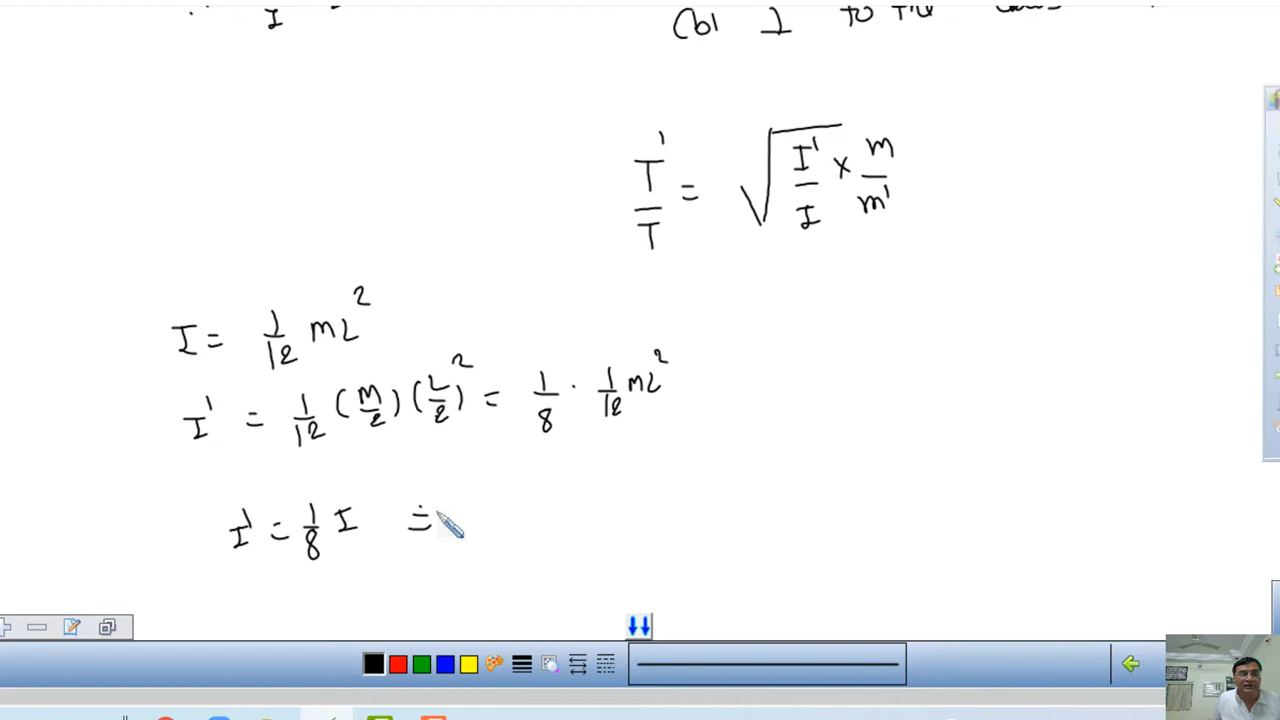 I
(b) I to the
T'/T = √(I'/I × m/m')
I = 1/12 mL²
I' = 1/12 (m/2) (L/2)² = 1/8 · 1/12 mL²
I' = 1/8 I